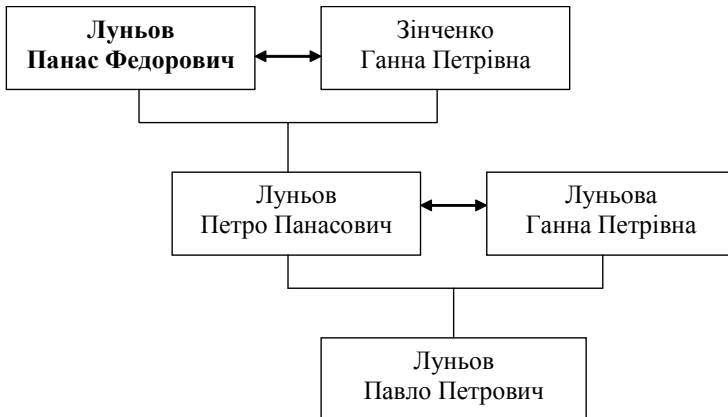 Луньов
Панас Федорович
Зінченко
Ганна Петрівна
Луньов
Петро Панасович
Луньова
Ганна Петрівна
Луньов
Павло Петрович